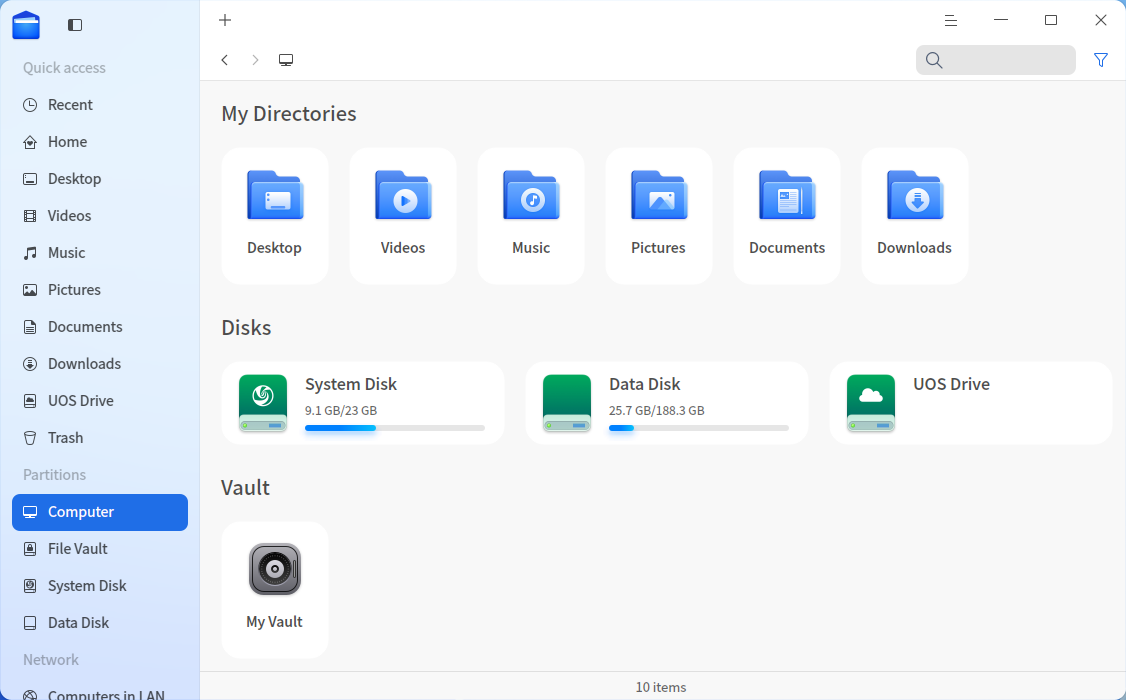 Quick access
Recent
Home
Desktop
Videos
Music
Pictures
Documents
Downloads
UOS Drive
Trash
Partitions
Computer
File Vault
System Disk
Data Disk
Network
Computers in LAN
My Directories
Desktop
Videos
Music
Pictures
Documents
Downloads
Disks
System Disk
9.1 GB/23 GB
Data Disk
25.7 GB/188.3 GB
UOS Drive
Vault
My Vault
10 items